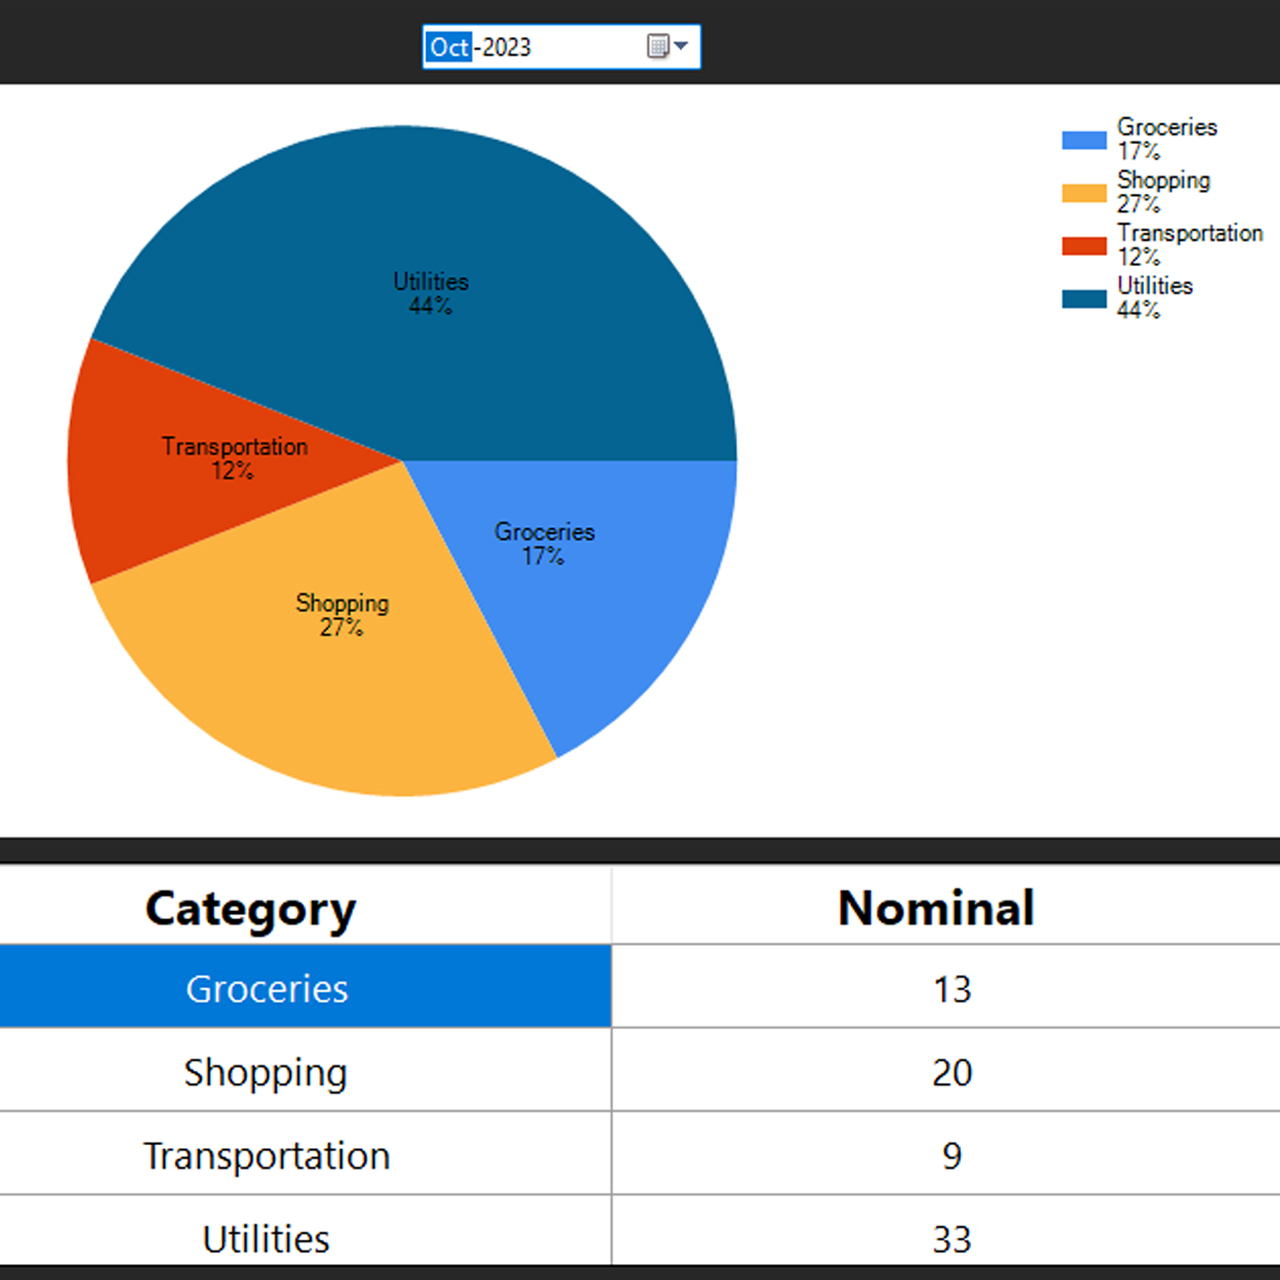 Oct-2023
Groceries
17%
Shopping
27%
Transportation
12%
Utilities
44%
Utilities
44%
Transportation
12%
Groceries
17%
Shopping
27%
Category Nominal
Groceries 13
Shopping 20
Transportation 9
Utilities 33